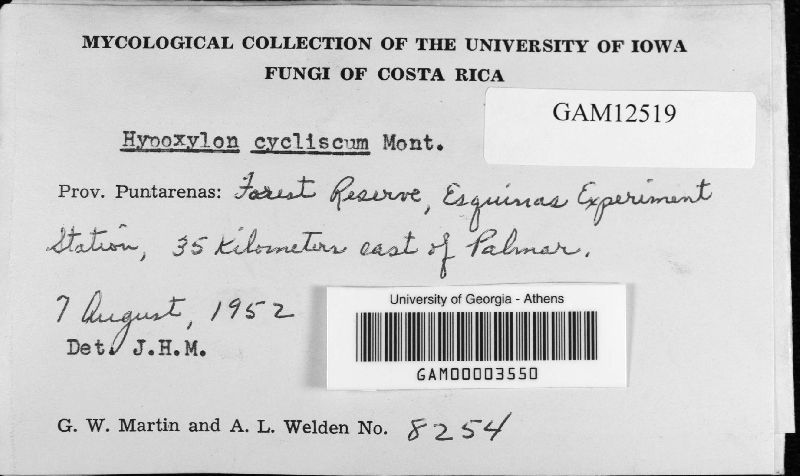 MYCOLOGICAL COLLECTION OF THE UNIVERSITY OF IOWA
FUNGI OF COSTA RICA
GAM12519
Hypoxylon cycliscum Mont.
Prov. Puntarenas: Forest Reserve, Esquinas Experiment
Station, 35 Kilometers east of Palmar.
7 August, 1952
Det. J.H.M.
University of Georgia - Athens
GAM00003550
G. W. Martin and A. L. Welden No. 8254